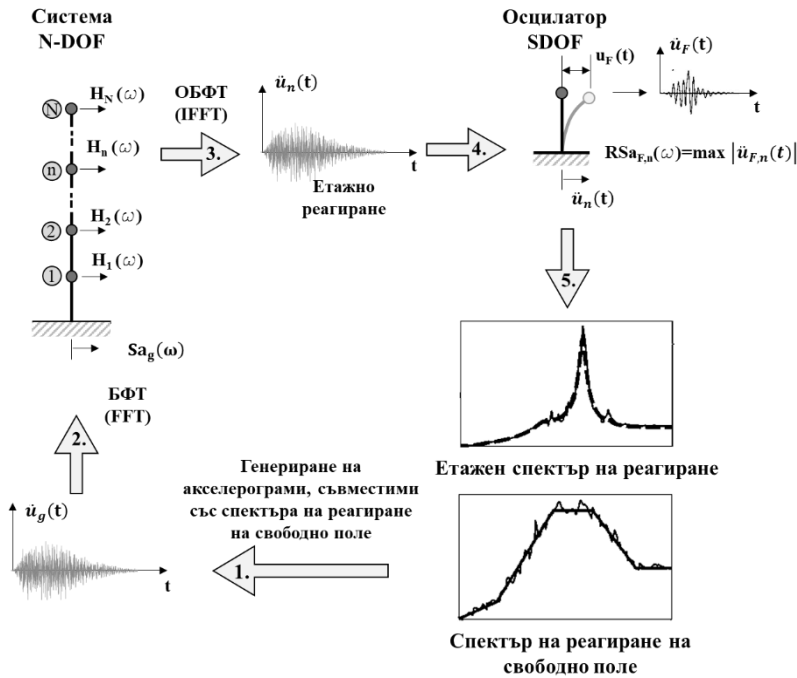 Система
N-DOF
N
H_N(ω)
n
H_n(ω)
2
H_2(ω)
1
H_1(ω)
Sa_g(ω)
ОБФТ
(IFFT)
3.
ü_n(t)
t
Етажно
реагиране
4.
Осцилатор
SDOF
u_F(t)
ü_F(t)
t
RSa_{F,n}(ω)=max |ü_{F,n}(t)|
ü_n(t)
5.
Етажен спектър на реагиране
БФТ
(FFT)
2.
ü_g(t)
t
Генериране на
акселерограми, съвместими
със спектъра на реагиране
на свободно поле
1.
Спектър на реагиране на
свободно поле